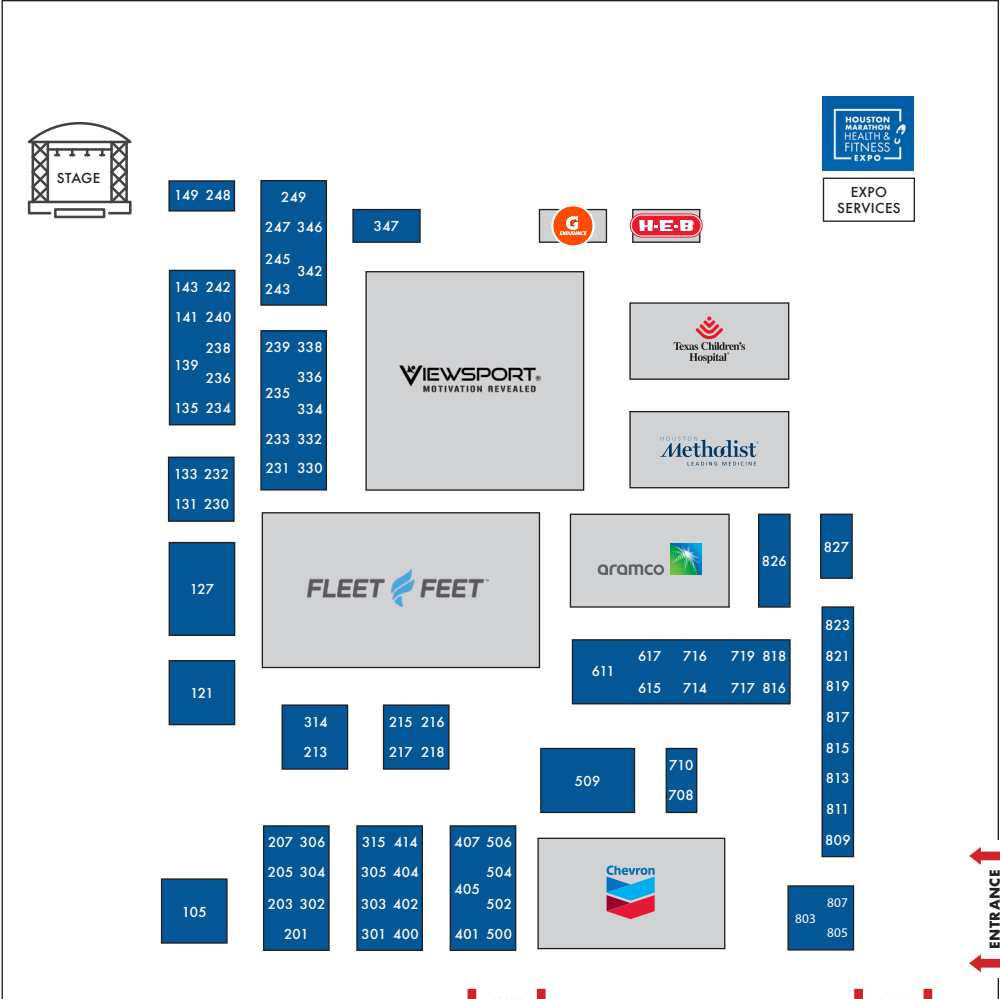 HOUSTON
MARATHON
HEALTH &
FITNESS
EXPO
STAGE
EXPO
SERVICES
149 248
249
247 346
245
342
243
347
G
ENDURANCE
H-E-B
143 242
141 240
238
139
236
135 234
239 338
336
235
334
233 332
231 330
VIEWSPORT®
MOTIVATION REVEALED
Texas Children's
Hospital®
HOUSTON
Methodist®
LEADING MEDICINE
133 232
131 230
127
121
FLEET FEET™
aramco
826
827
611
617 716 719 818
615 714 717 816
823
821
819
817
815
813
811
809
314
213
215 216
217 218
509
710
708
207 306
205 304
203 302
201
315 414
305 404
303 402
301 400
407 506
504
405
502
401 500
Chevron
105
807
803
805
ENTRANCE